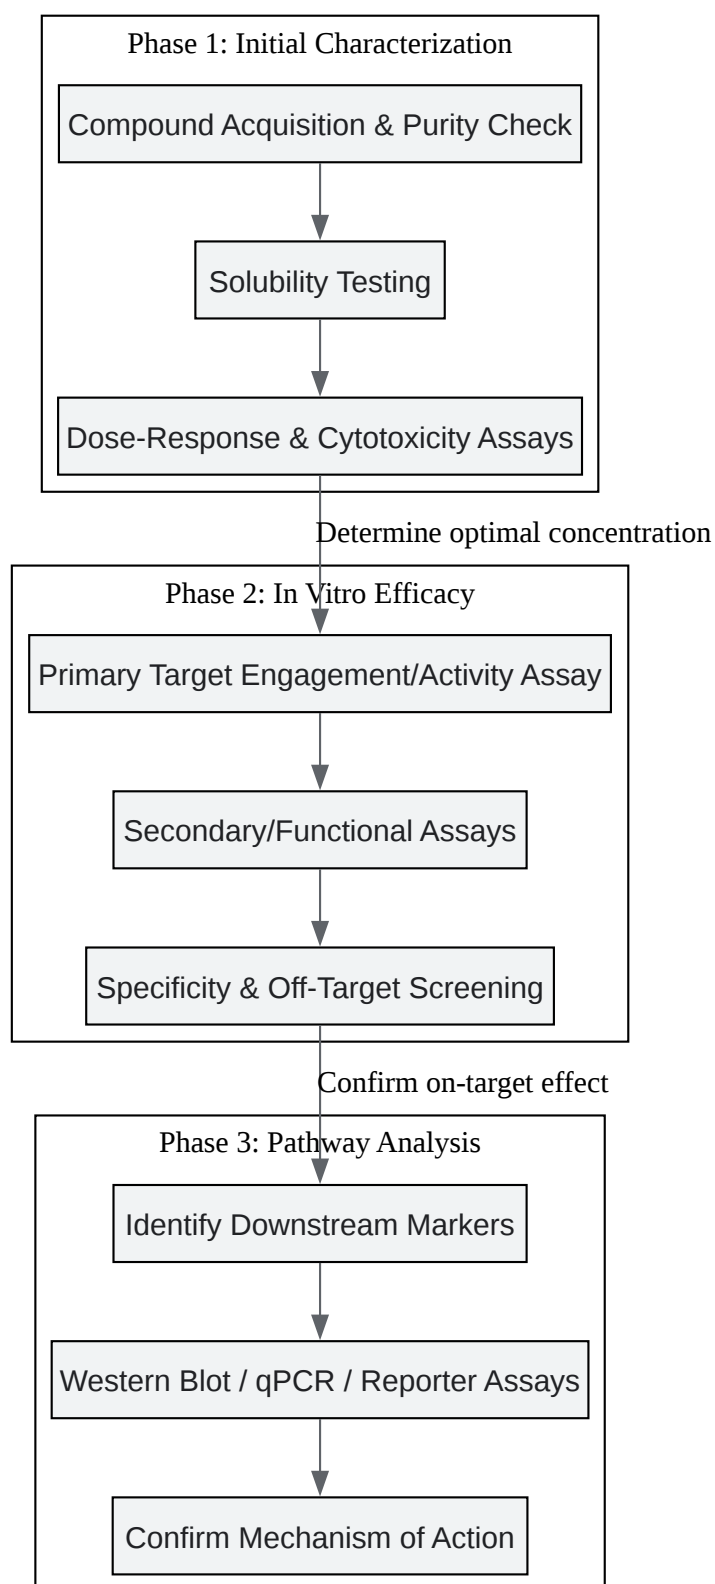 Phase 1: Initial Characterization
Compound Acquisition & Purity Check
Solubility Testing
Dose-Response & Cytotoxicity Assays
Determine optimal concentration
Phase 2: In Vitro Efficacy
Primary Target Engagement/Activity Assay
Secondary/Functional Assays
Specificity & Off-Target Screening
Confirm on-target effect
Phase 3: Pathway Analysis
Identify Downstream Markers
Western Blot / qPCR / Reporter Assays
Confirm Mechanism of Action